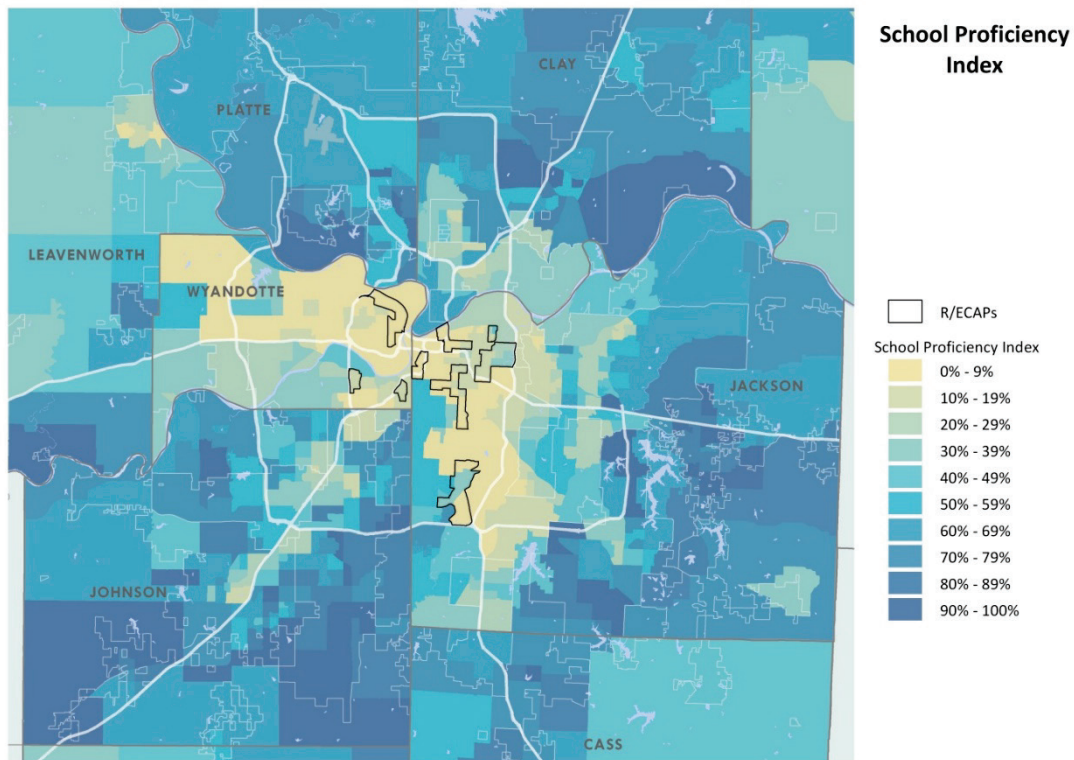 School Proficiency
Index
CLAY
PLATTE
LEAVENWORTH
WYANDOTTE
JACKSON
JOHNSON
CASS
R/ECAPs
School Proficiency Index
0% - 9%
10% - 19%
20% - 29%
30% - 39%
40% - 49%
50% - 59%
60% - 69%
70% - 79%
80% - 89%
90% - 100%